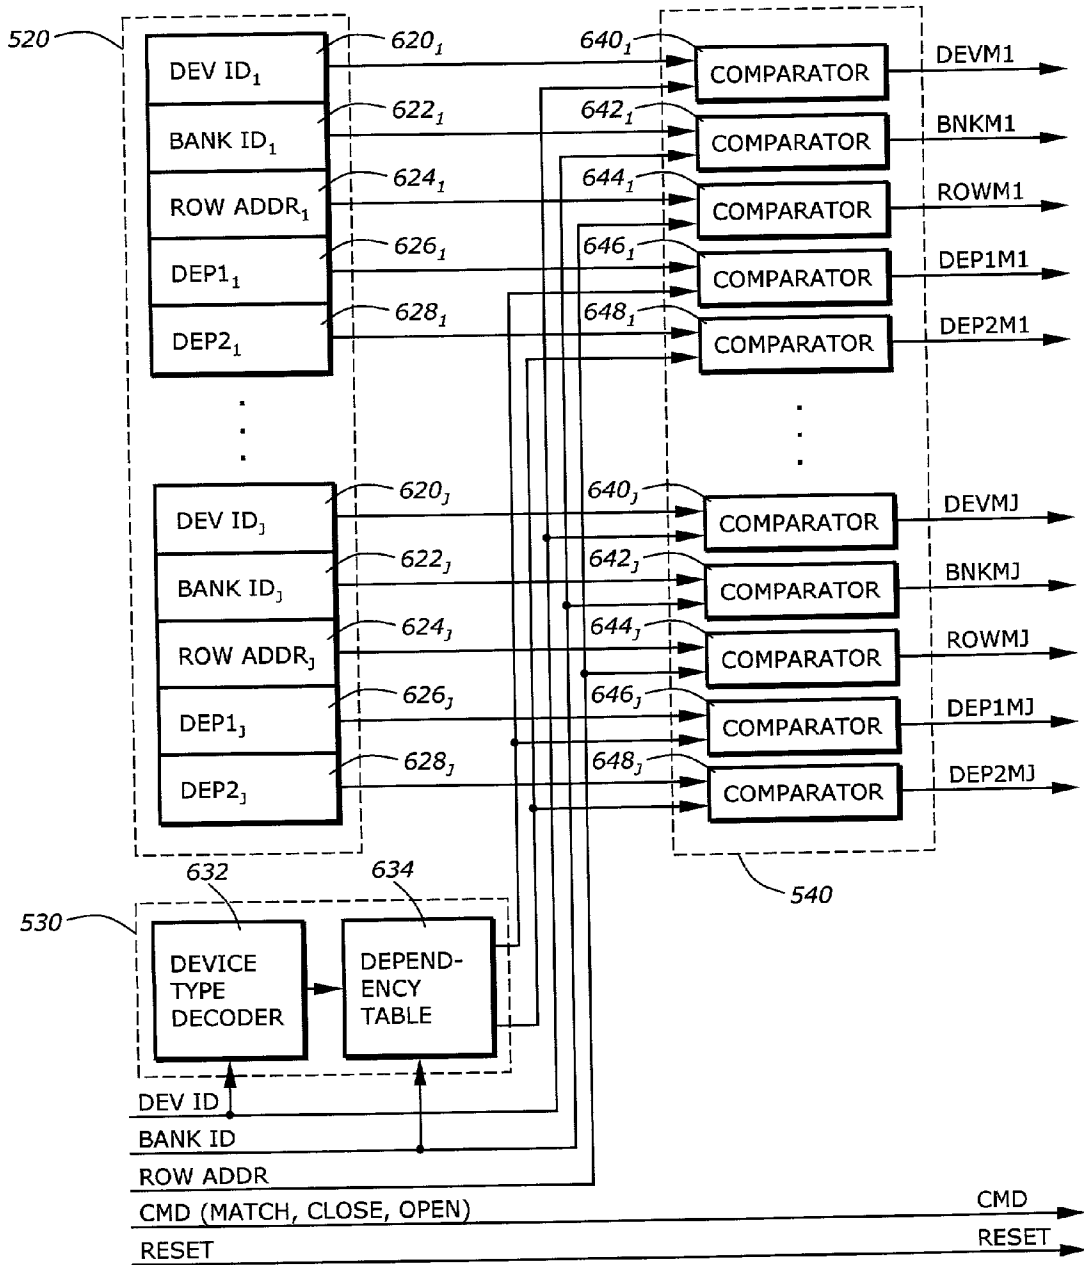 520
DEV ID1 6201 6401 COMPARATOR DEVM1
BANK ID1 6221 6421 COMPARATOR BNKM1
ROW ADDR1 6241 6441 COMPARATOR ROWM1
DEP11 6261 6461 COMPARATOR DEP1M1
DEP21 6281 6481 COMPARATOR DEP2M1
DEV IDJ 620J 640J COMPARATOR DEVMJ
BANK IDJ 622J 642J COMPARATOR BNKMJ
ROW ADDRJ 624J 644J COMPARATOR ROWMJ
DEP1J 626J 646J COMPARATOR DEP1MJ
DEP2J 628J 648J COMPARATOR DEP2MJ
540
530
632
634
DEVICE
TYPE
DECODER
DEPEND-
ENCY
TABLE
DEV ID
BANK ID
ROW ADDR
CMD (MATCH, CLOSE, OPEN) CMD
RESET RESET